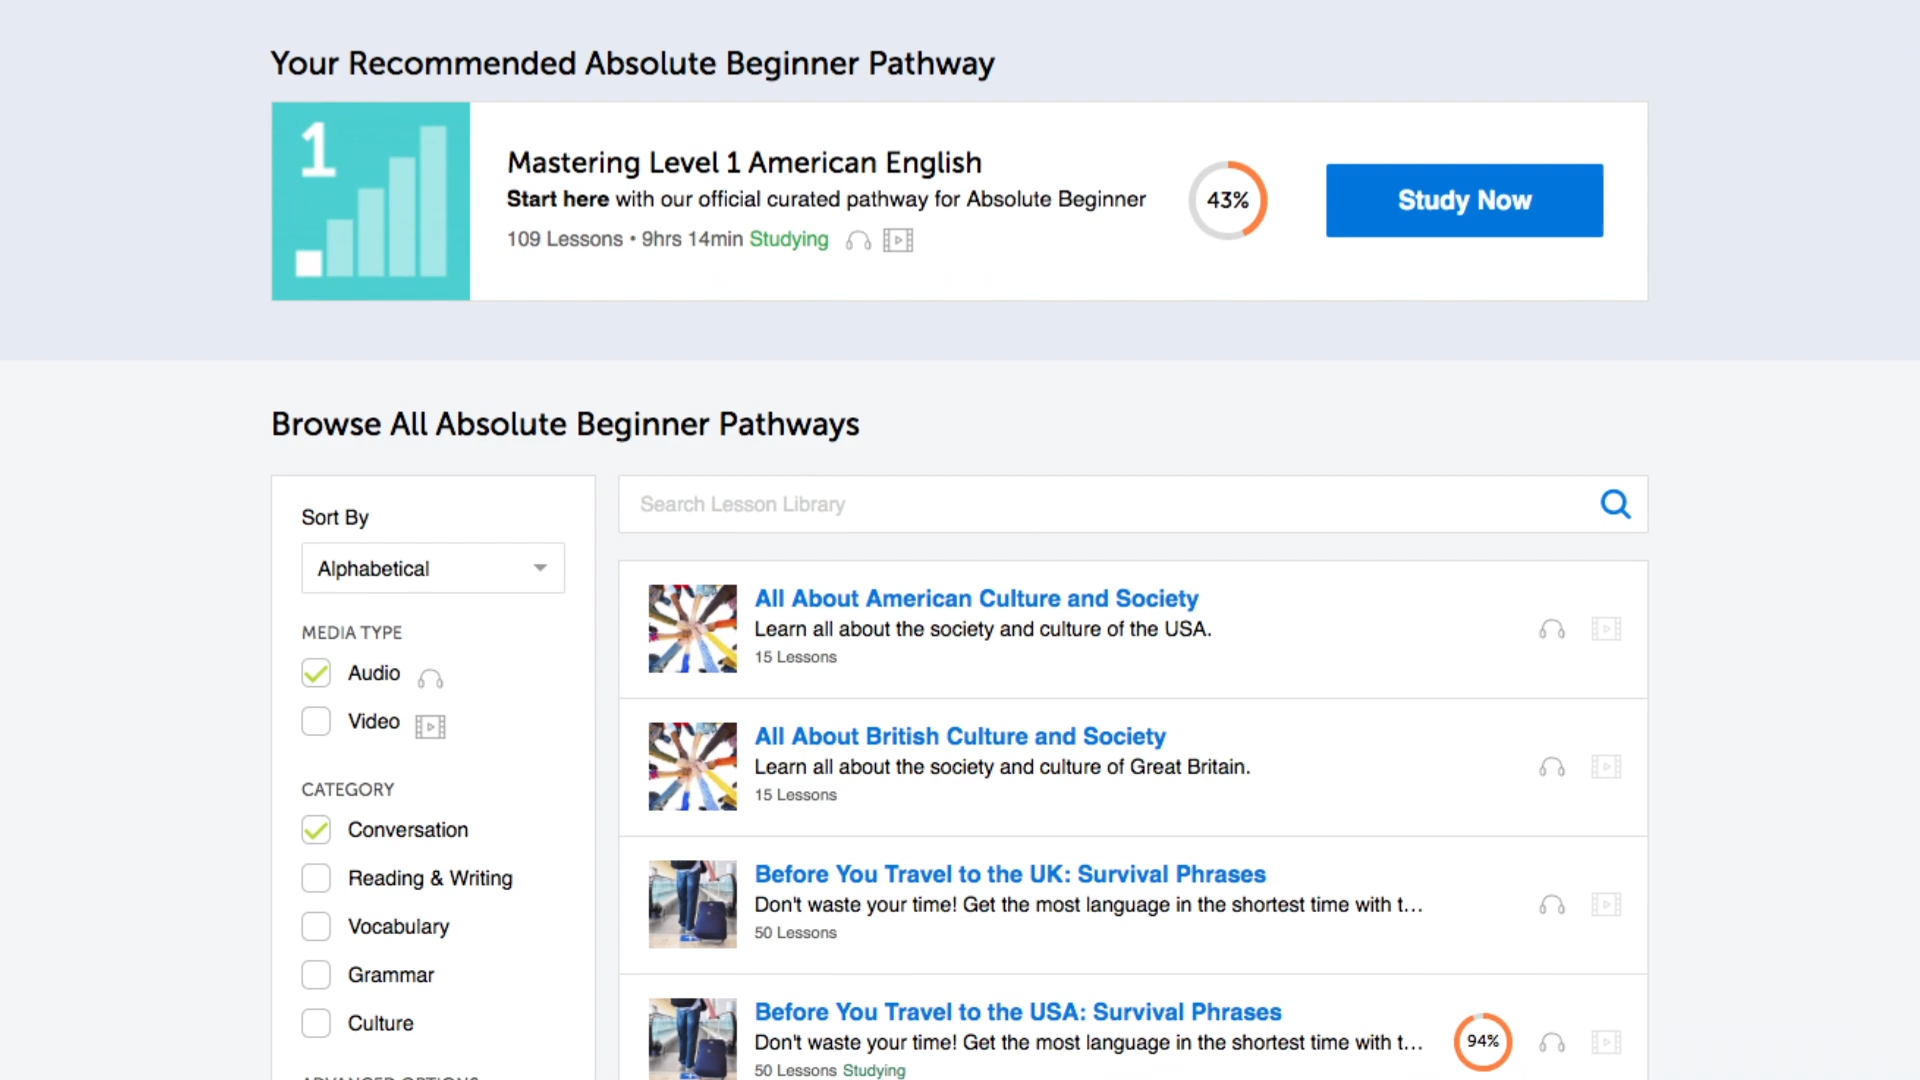 Your Recommended Absolute Beginner Pathway
1
Mastering Level 1 American English
Start here with our official curated pathway for Absolute Beginner
109 Lessons • 9hrs 14min Studying
43%
Study Now
Browse All Absolute Beginner Pathways
Sort By
Alphabetical
MEDIA TYPE
Audio
Video
CATEGORY
Conversation
Reading & Writing
Vocabulary
Grammar
Culture
ADVANCED OPTIONS
Search Lesson Library
All About American Culture and Society
Learn all about the society and culture of the USA.
15 Lessons
All About British Culture and Society
Learn all about the society and culture of Great Britain.
15 Lessons
Before You Travel to the UK: Survival Phrases
Don't waste your time! Get the most language in the shortest time with t...
50 Lessons
Before You Travel to the USA: Survival Phrases
Don't waste your time! Get the most language in the shortest time with t...
50 Lessons Studying
94%